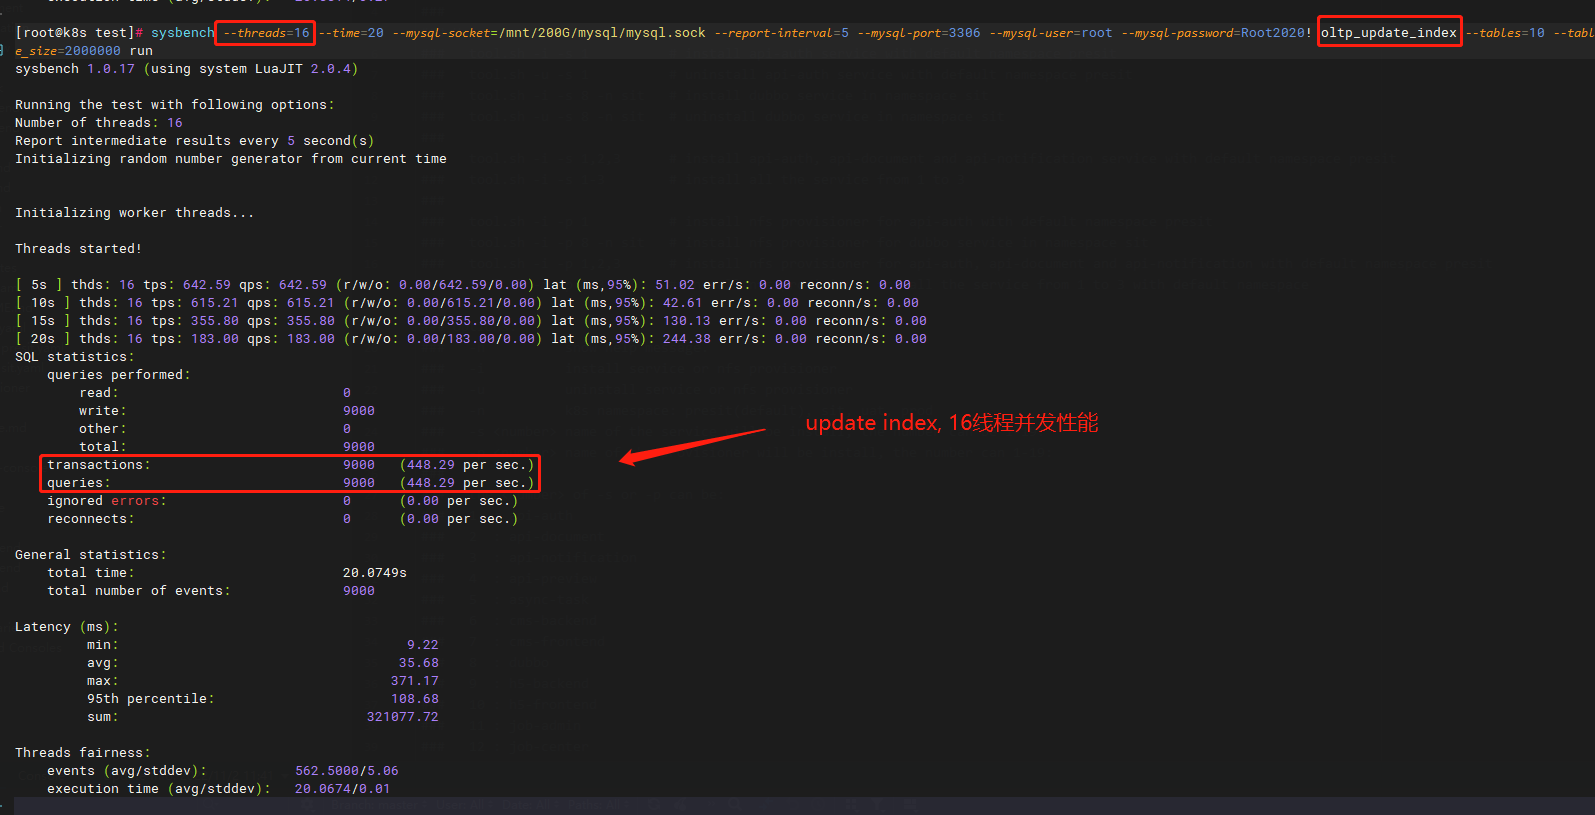 [root@k8s test]# sysbench --threads=16 --time=20 --mysql-socket=/mnt/200G/mysql/mysql.sock --report-interval=5 --mysql-port=3306 --mysql-user=root --mysql-password=Root2020! oltp_update_index --tables=10 --tabl
e_size=2000000 run
sysbench 1.0.17 (using system LuaJIT 2.0.4)
Running the test with following options:
Number of threads: 16
Report intermediate results every 5 second(s)
Initializing random number generator from current time
Initializing worker threads...
Threads started!
[ 5s ] thds: 16 tps: 642.59 qps: 642.59 (r/w/o: 0.00/642.59/0.00) lat (ms,95%): 51.02 err/s: 0.00 reconn/s: 0.00
[ 10s ] thds: 16 tps: 615.21 qps: 615.21 (r/w/o: 0.00/615.21/0.00) lat (ms,95%): 42.61 err/s: 0.00 reconn/s: 0.00
[ 15s ] thds: 16 tps: 355.80 qps: 355.80 (r/w/o: 0.00/355.80/0.00) lat (ms,95%): 130.13 err/s: 0.00 reconn/s: 0.00
[ 20s ] thds: 16 tps: 183.00 qps: 183.00 (r/w/o: 0.00/183.00/0.00) lat (ms,95%): 244.38 err/s: 0.00 reconn/s: 0.00
SQL statistics:
queries performed:
read: 0
write: 9000
other: 0
total: 9000
transactions: 9000 (448.29 per sec.)
queries: 9000 (448.29 per sec.)
ignored errors: 0 (0.00 per sec.)
reconnects: 0 (0.00 per sec.)
update index, 16线程并发性能
General statistics:
total time: 20.0749s
total number of events: 9000
Latency (ms):
min: 9.22
avg: 35.68
max: 371.17
95th percentile: 108.68
sum: 321077.72
Threads fairness:
events (avg/stddev): 562.5000/5.06
execution time (avg/stddev): 20.0674/0.01